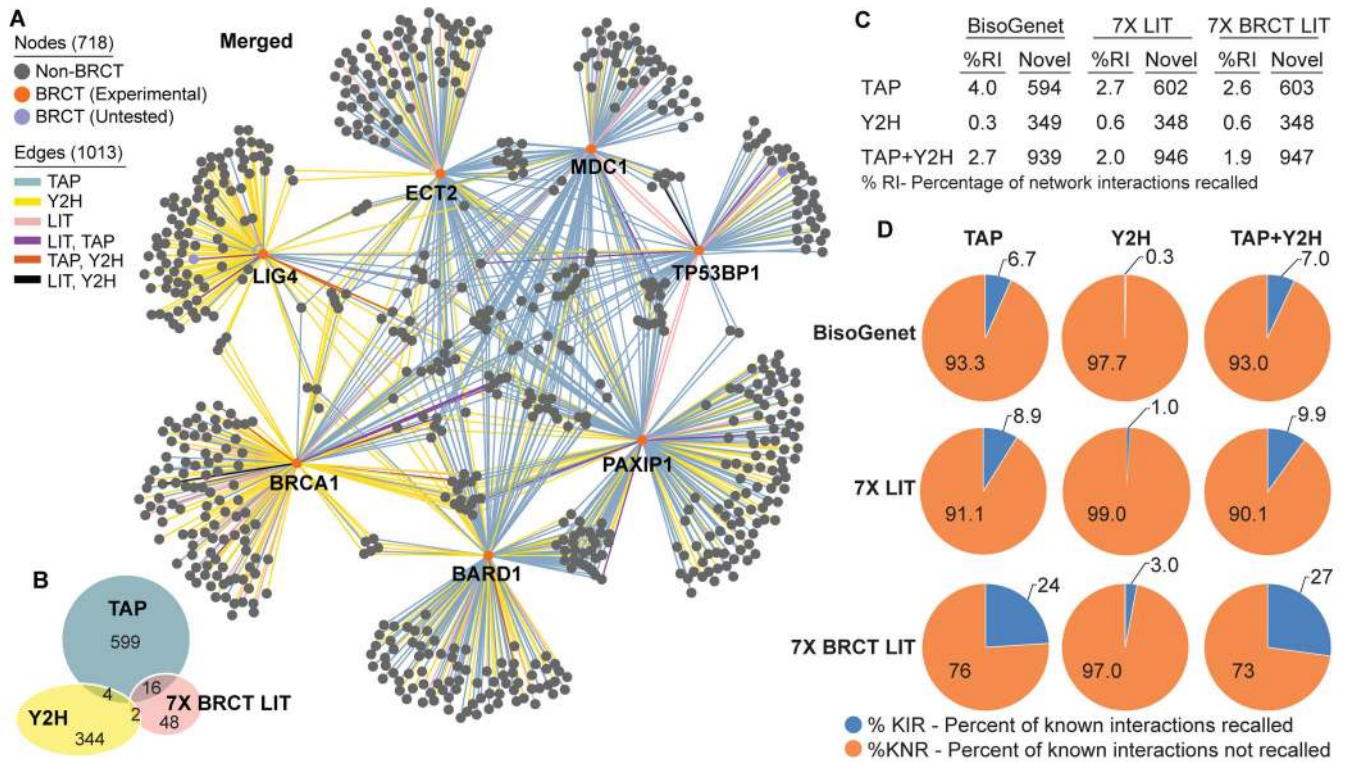 A
Merged
Nodes (718)
Non-BRCT
BRCT (Experimental)
BRCT (Untested)
Edges (1013)
TAP
Y2H
LIT
LIT, TAP
TAP, Y2H
LIT, Y2H
ECT2
MDC1
LIG4
TP53BP1
PAXIP1
BRCA1
BARD1
B
TAP
599
4
16
7X BRCT LIT
Y2H
2
48
344
C
BisoGenet 7X LIT 7X BRCT LIT
%RI Novel %RI Novel %RI Novel
TAP 4.0 594 2.7 602 2.6 603
Y2H 0.3 349 0.6 348 0.6 348
TAP+Y2H 2.7 939 2.0 946 1.9 947
% RI- Percentage of network interactions recalled
D
TAP Y2H TAP+Y2H
6.7 0.3 7.0
BisoGenet
93.3 97.7 93.0
8.9 1.0 9.9
7X LIT
91.1 99.0 90.1
24 3.0 27
7X BRCT LIT
76 97.0 73
% KIR - Percent of known interactions recalled
%KNR - Percent of known interactions not recalled